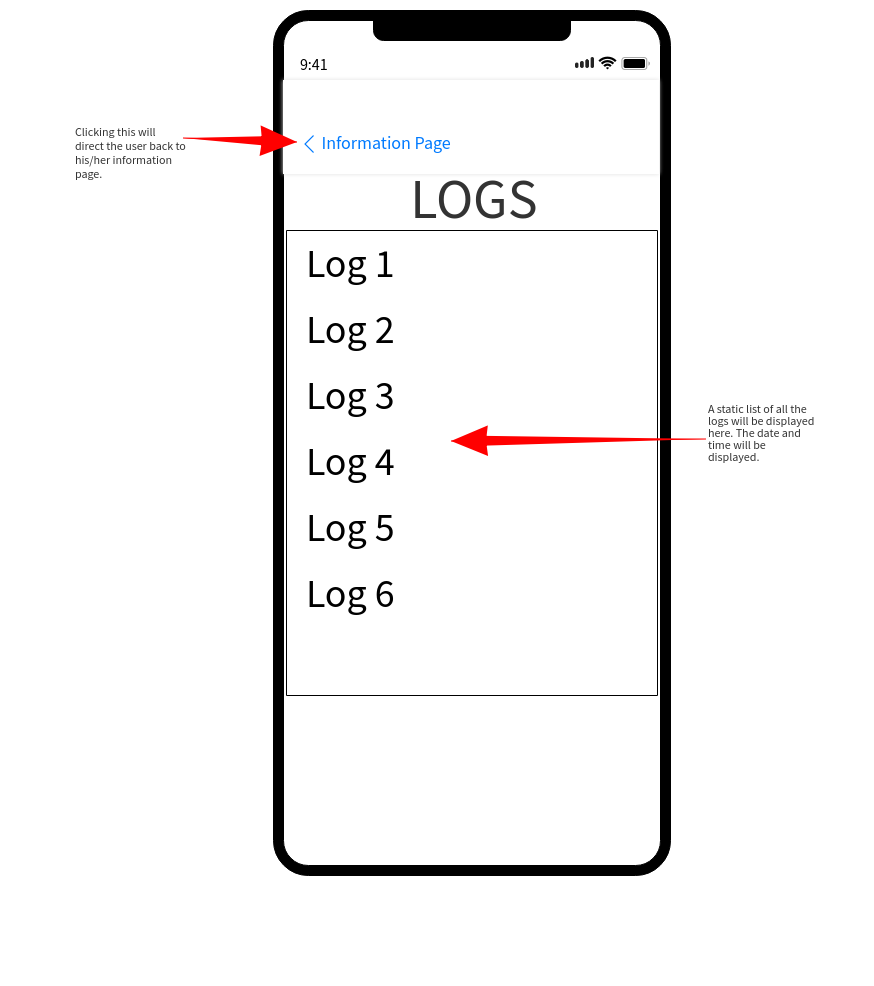 9:41
Clicking this will
direct the user back to
his/her information
page.
Information Page
LOGS
Log 1
Log 2
Log 3
Log 4
Log 5
Log 6
A static list of all the
logs will be displayed
here. The date and
time will be
displayed.